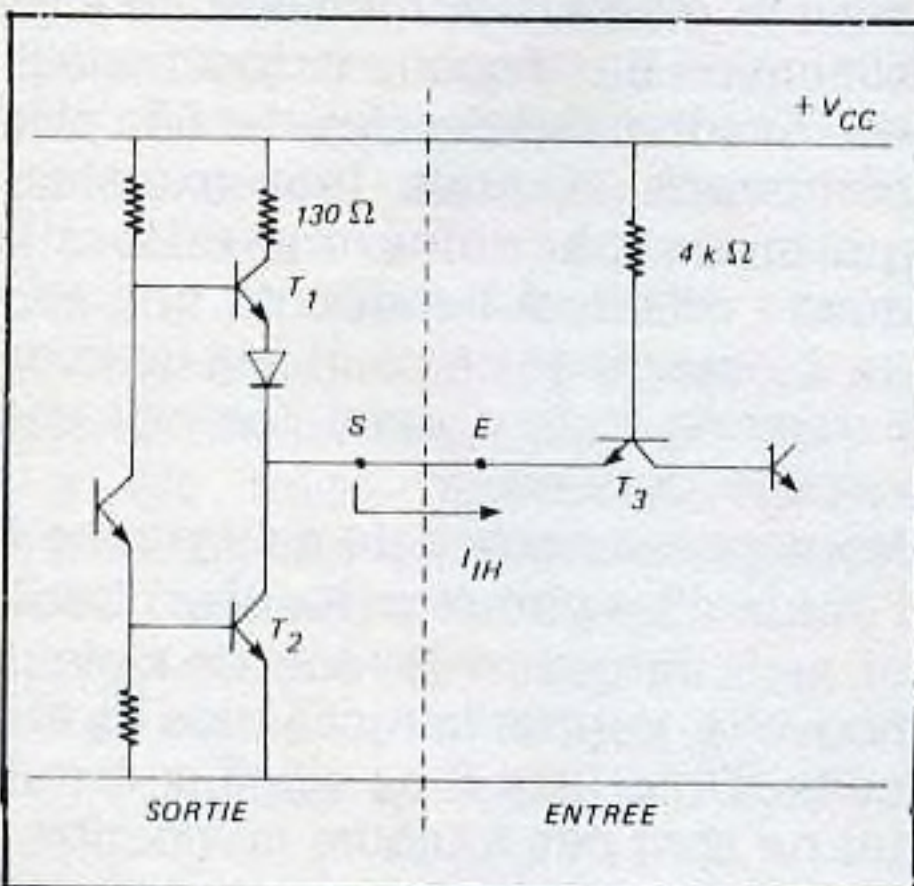 + V_CC
130 Ω
4 k Ω
T_1
S
E
T_3
I_IH
T_2
SORTIE
ENTREE